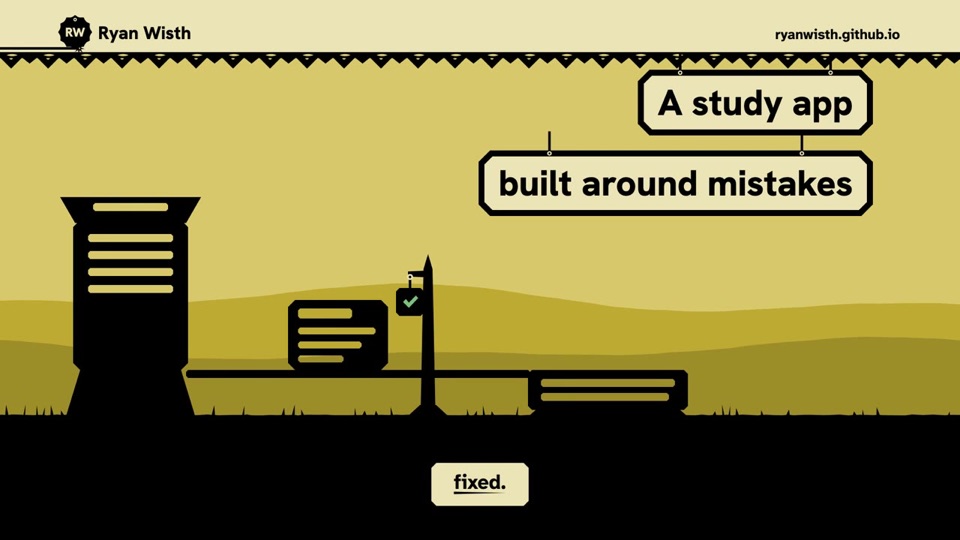 RW Ryan Wisth
ryanwisth.github.io
A study app
built around mistakes
fixed.